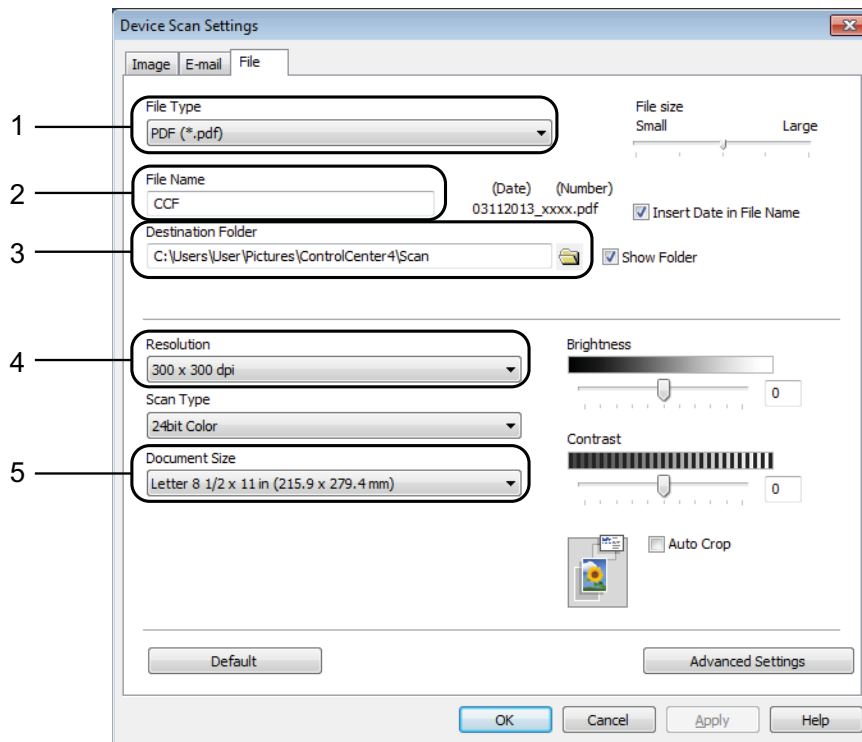 Device Scan Settings
Image E-mail File
1
File Type
PDF (*.pdf)
File size
Small Large
2
File Name
CCF
(Date) (Number)
03112013_xxxx.pdf
Insert Date in File Name
3
Destination Folder
C:\Users\User\Pictures\ControlCenter4\Scan
Show Folder
4
Resolution
300 x 300 dpi
Brightness
0
Scan Type
24bit Color
Contrast
0
5
Document Size
Letter 8 1/2 x 11 in (215.9 x 279.4 mm)
Auto Crop
Default
Advanced Settings
OK Cancel Apply Help